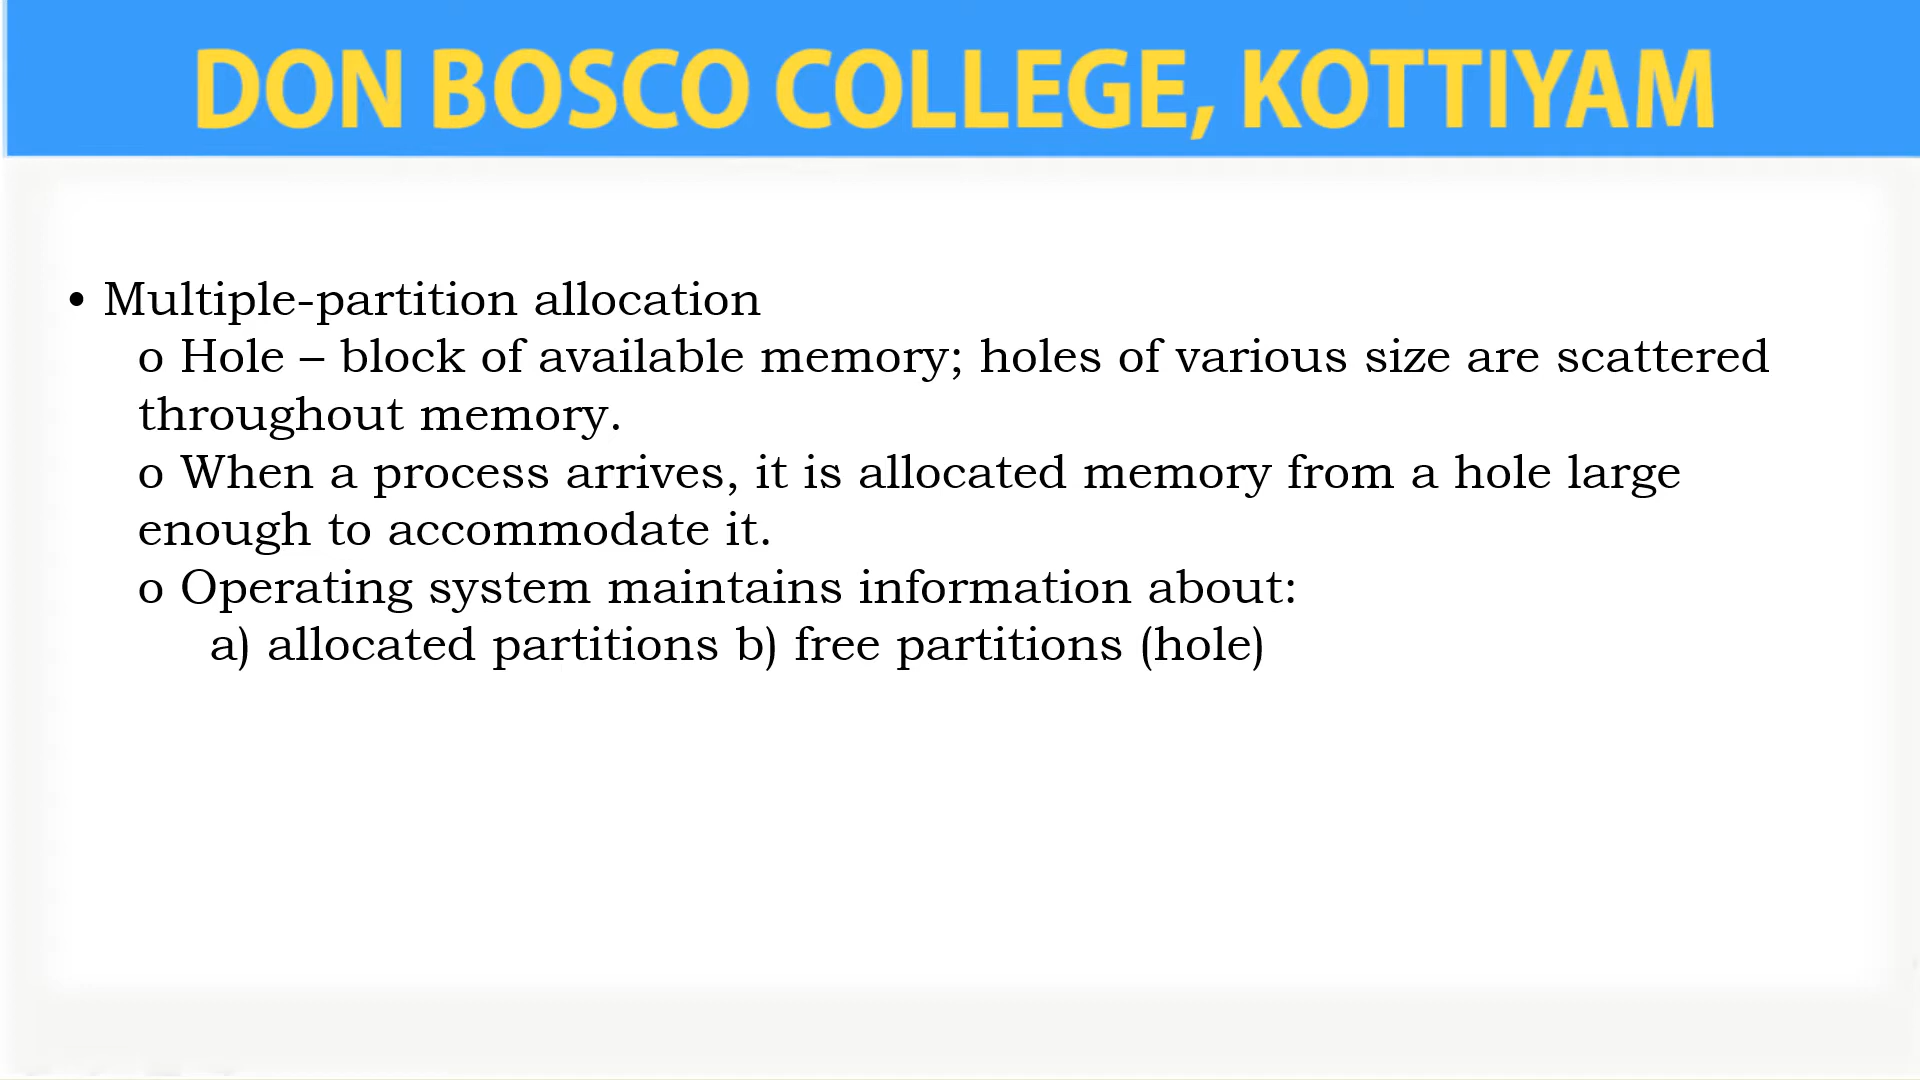 DON BOSCO COLLEGE, KOTTIYAM
• Multiple-partition allocation
o Hole – block of available memory; holes of various size are scattered
throughout memory.
o When a process arrives, it is allocated memory from a hole large
enough to accommodate it.
o Operating system maintains information about:
a) allocated partitions b) free partitions (hole)